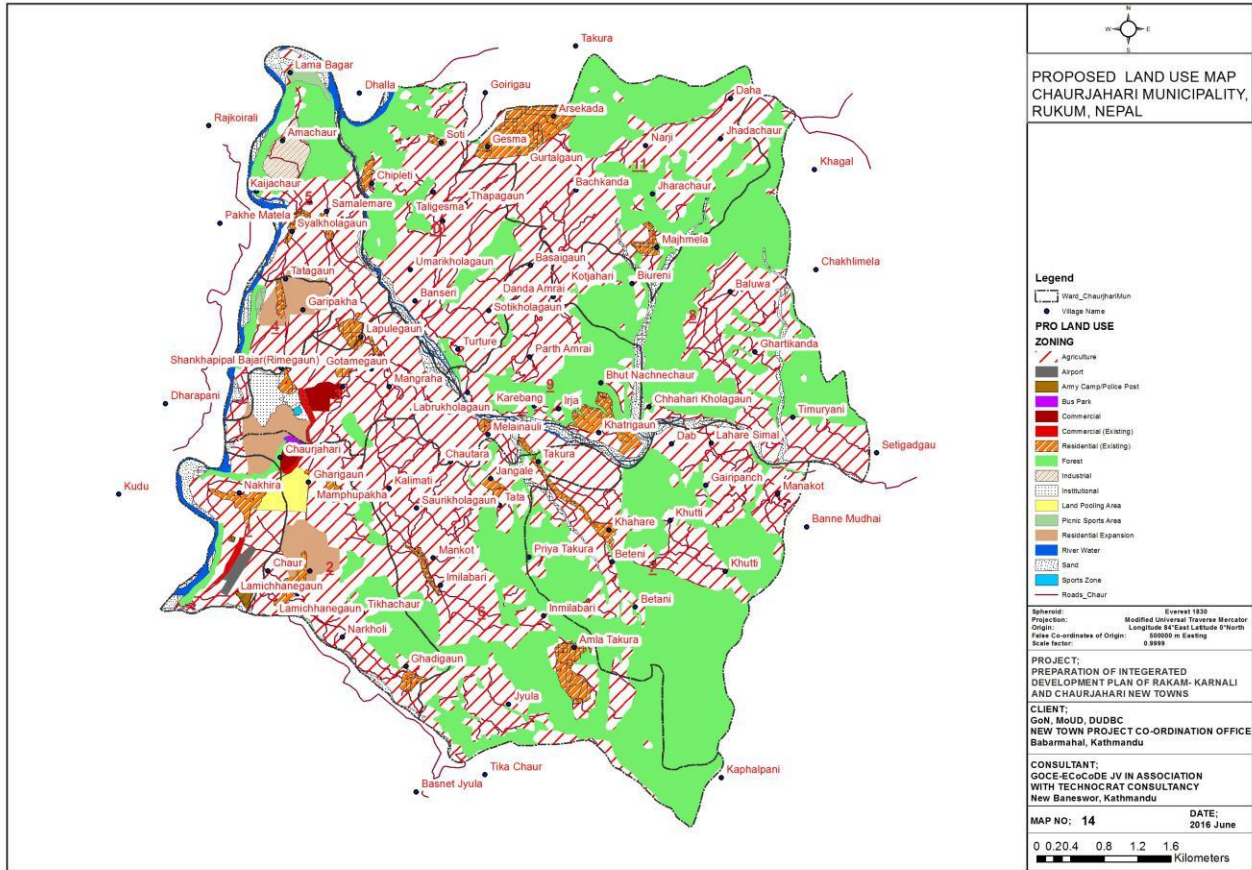 Takura
Lama Bagar
Dhalla
Goirigau
Daha
Rajkoirali
Arsekada
Amachaur
Soti
Gesma
Narji
Jhadachaur
Gurtalgaun
11
Khagal
Chipleti
Bachkanda
Kaijachaur
Jharachaur
5
Samalemare
Taligesma
Thapagaun
Pakhe Matela
Syalkholagaun
Majhmela
Umarikholagaun
Basaigaun
Chakhlimela
Tatagaun
Kotjahari
Biureni
Banseri
Danda Amrai
Baluwa
Garipakha
Sotikholagaun
8
4
Lapulegaun
Turture
Ghartikanda
Shankhapipal Bajar(Rimegaun)
Gotamegaun
Parth Amrai
Mangraha
9
Bhut Nachnechaur
Dharapani
Labrukholagaun
Karebang
Irja
Chhahari Kholagaun
Timuryani
Melainauli
Khatrigaun
Chaurjahari
Chautara
Takura
Dab
Lahare Simal
Setigadgau
Kudu
Nakhira
Gharigaun
Kalimati
Jangale
Gairipanch
Manakot
Mamphupakha
Saurikholagaun
Tata
Khutti
Banne Mudhai
Khahare
Mankot
Priya Takura
Beteni
Chaur
2
Imilabari
Khutti
Lamichhanegaun
Lamichhanegaun
Tikhachaur
6
Inmilabari
Betani
Narkholi
Amla Takura
Ghadigaun
Jyula
Tika Chaur
Basnet Jyula
Kaphalpani
N
W
E
S
PROPOSED LAND USE MAP
CHAURJAHARI MUNICIPALITY,
RUKUM, NEPAL
Legend
Ward_ChaurjhariMun
Village Name
PRO LAND USE
ZONING
Agriculture
Airport
Army Camp/Police Post
Bus Park
Commercial
Commercial (Existing)
Residential (Existing)
Forest
Industrial
Institutional
Land Pooling Area
Picnic Sports Area
Residential Expansion
River Water
Sand
Sports Zone
Roads_Chaur
Spheroid: Everest 1830
Projection: Modified Universal Traverse Mercator
Origin: Longitude 84°East Latitude 0°North
False Co-ordinates of Origin: 500000 m Easting
Scale factor: 0.9999
PROJECT;
PREPARATION OF INTEGERATED
DEVELOPMENT PLAN OF RAKAM- KARNALI
AND CHAURJAHARI NEW TOWNS
CLIENT;
GoN, MoUD, DUDBC
NEW TOWN PROJECT CO-ORDINATION OFFICE
Babarmahal, Kathmandu
CONSULTANT;
GOCE-ECoCoDE JV IN ASSOCIATION
WITH TECHNOCRAT CONSULTANCY
New Baneswor, Kathmandu
MAP NO; 14
DATE;
2016 June
0 0.20.4 0.8 1.2 1.6
Kilometers